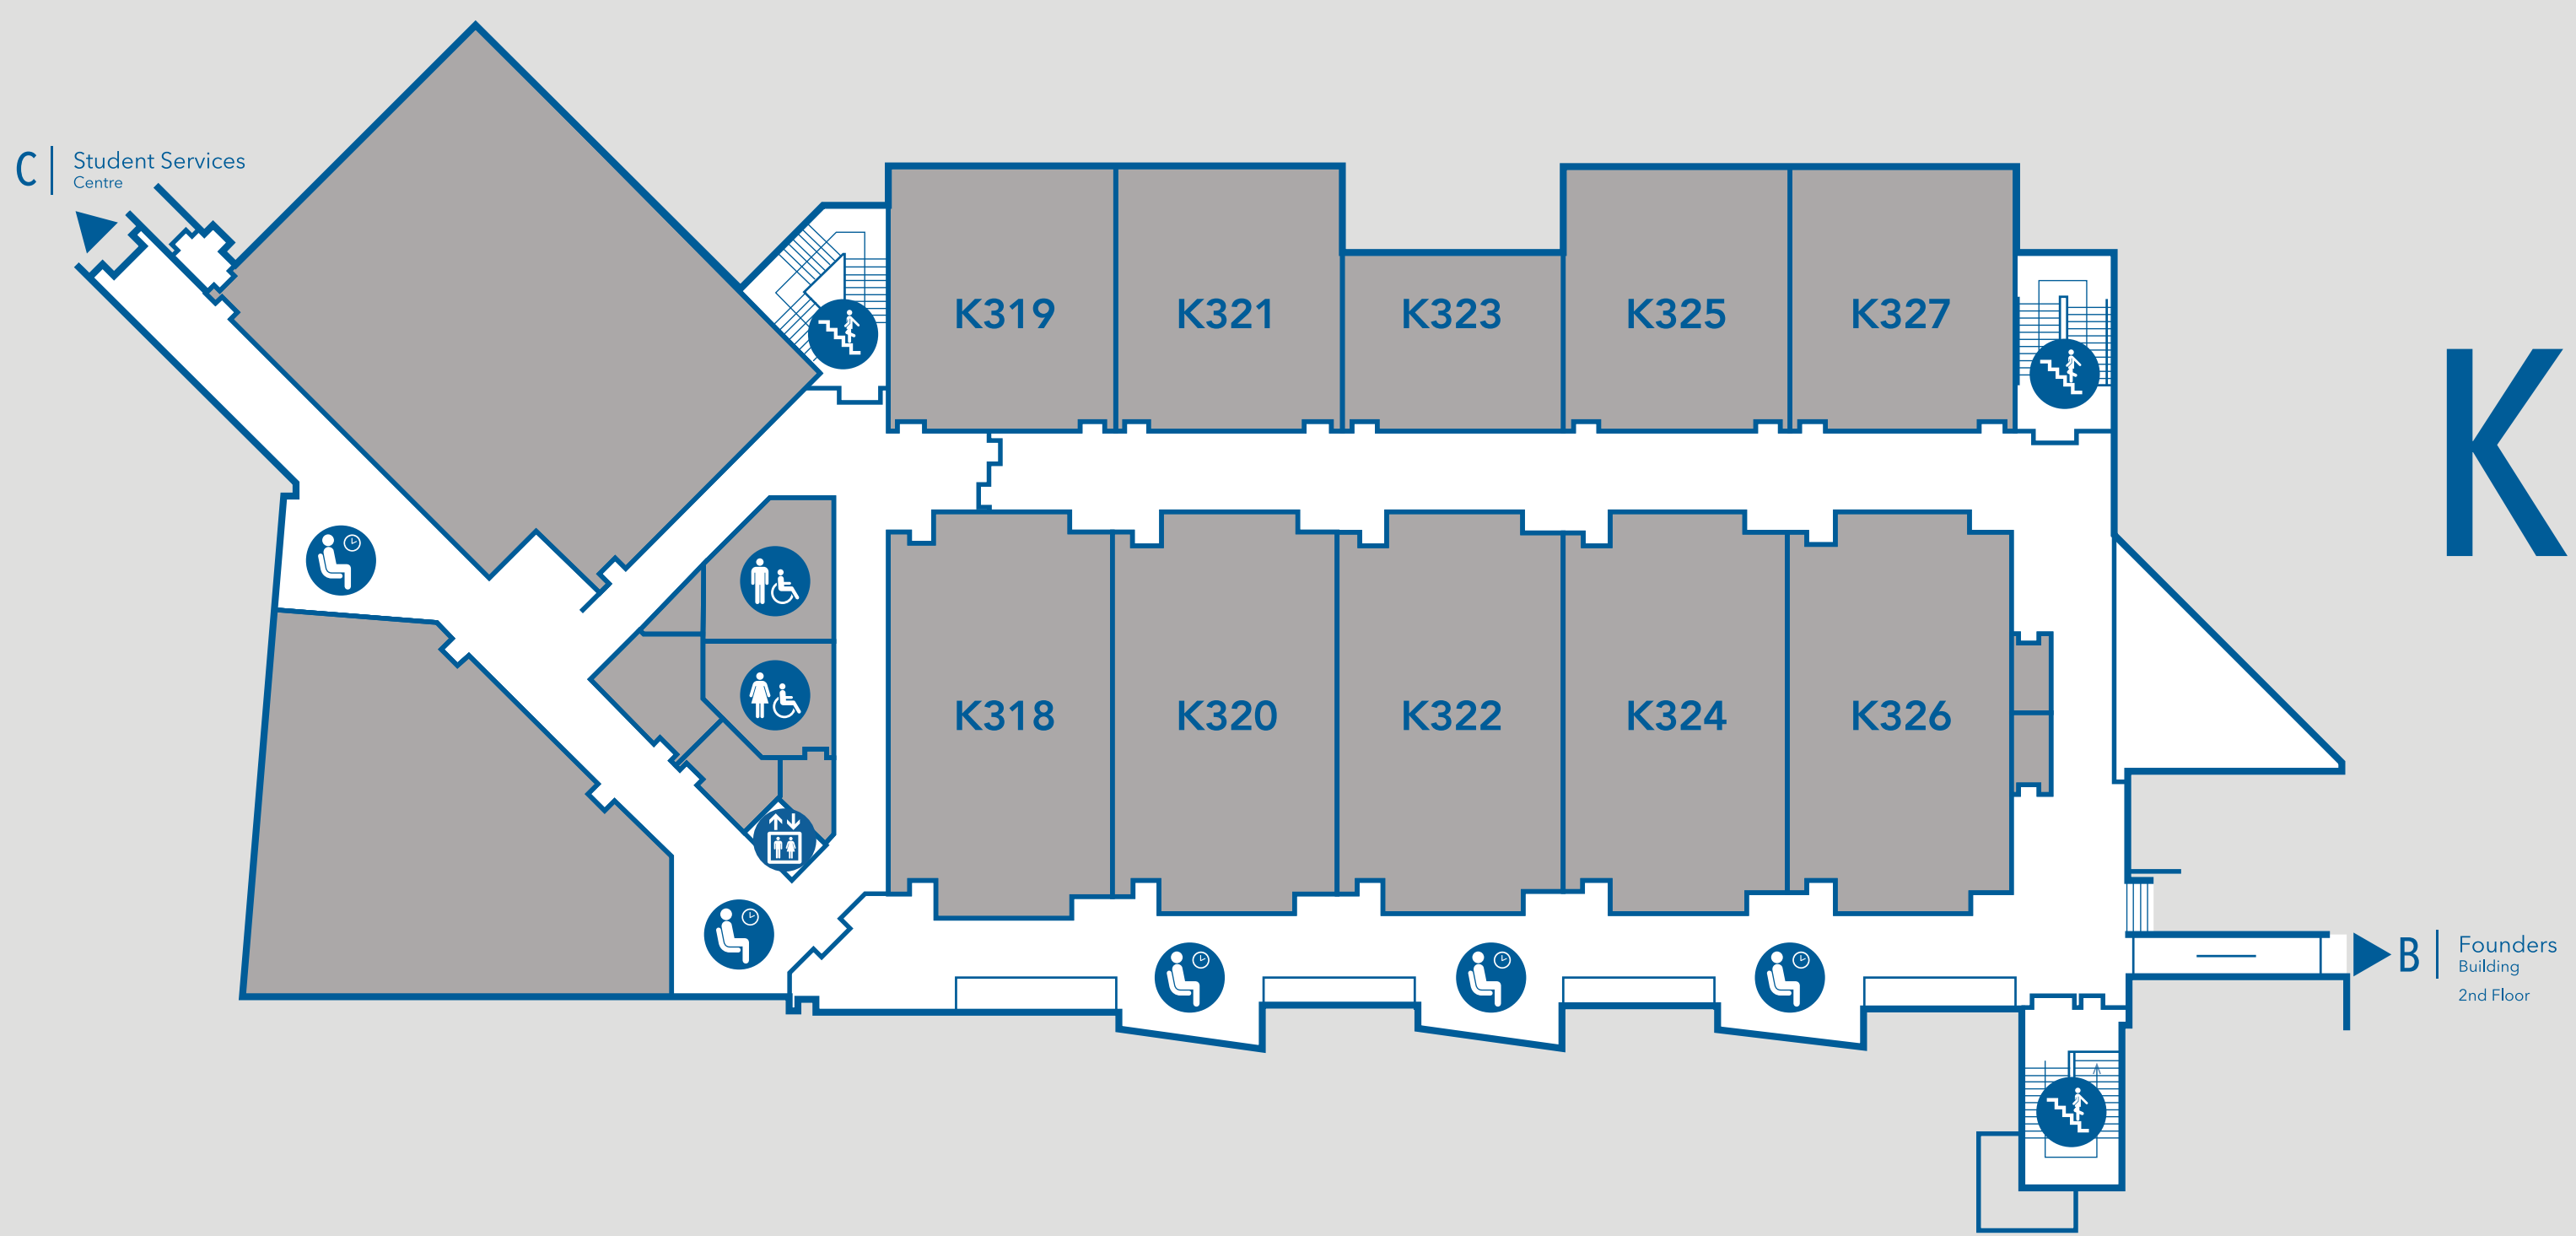 C
Student Services
Centre
K319
K321
K323
K325
K327
K
K318
K320
K322
K324
K326
B
Founders
Building
2nd Floor